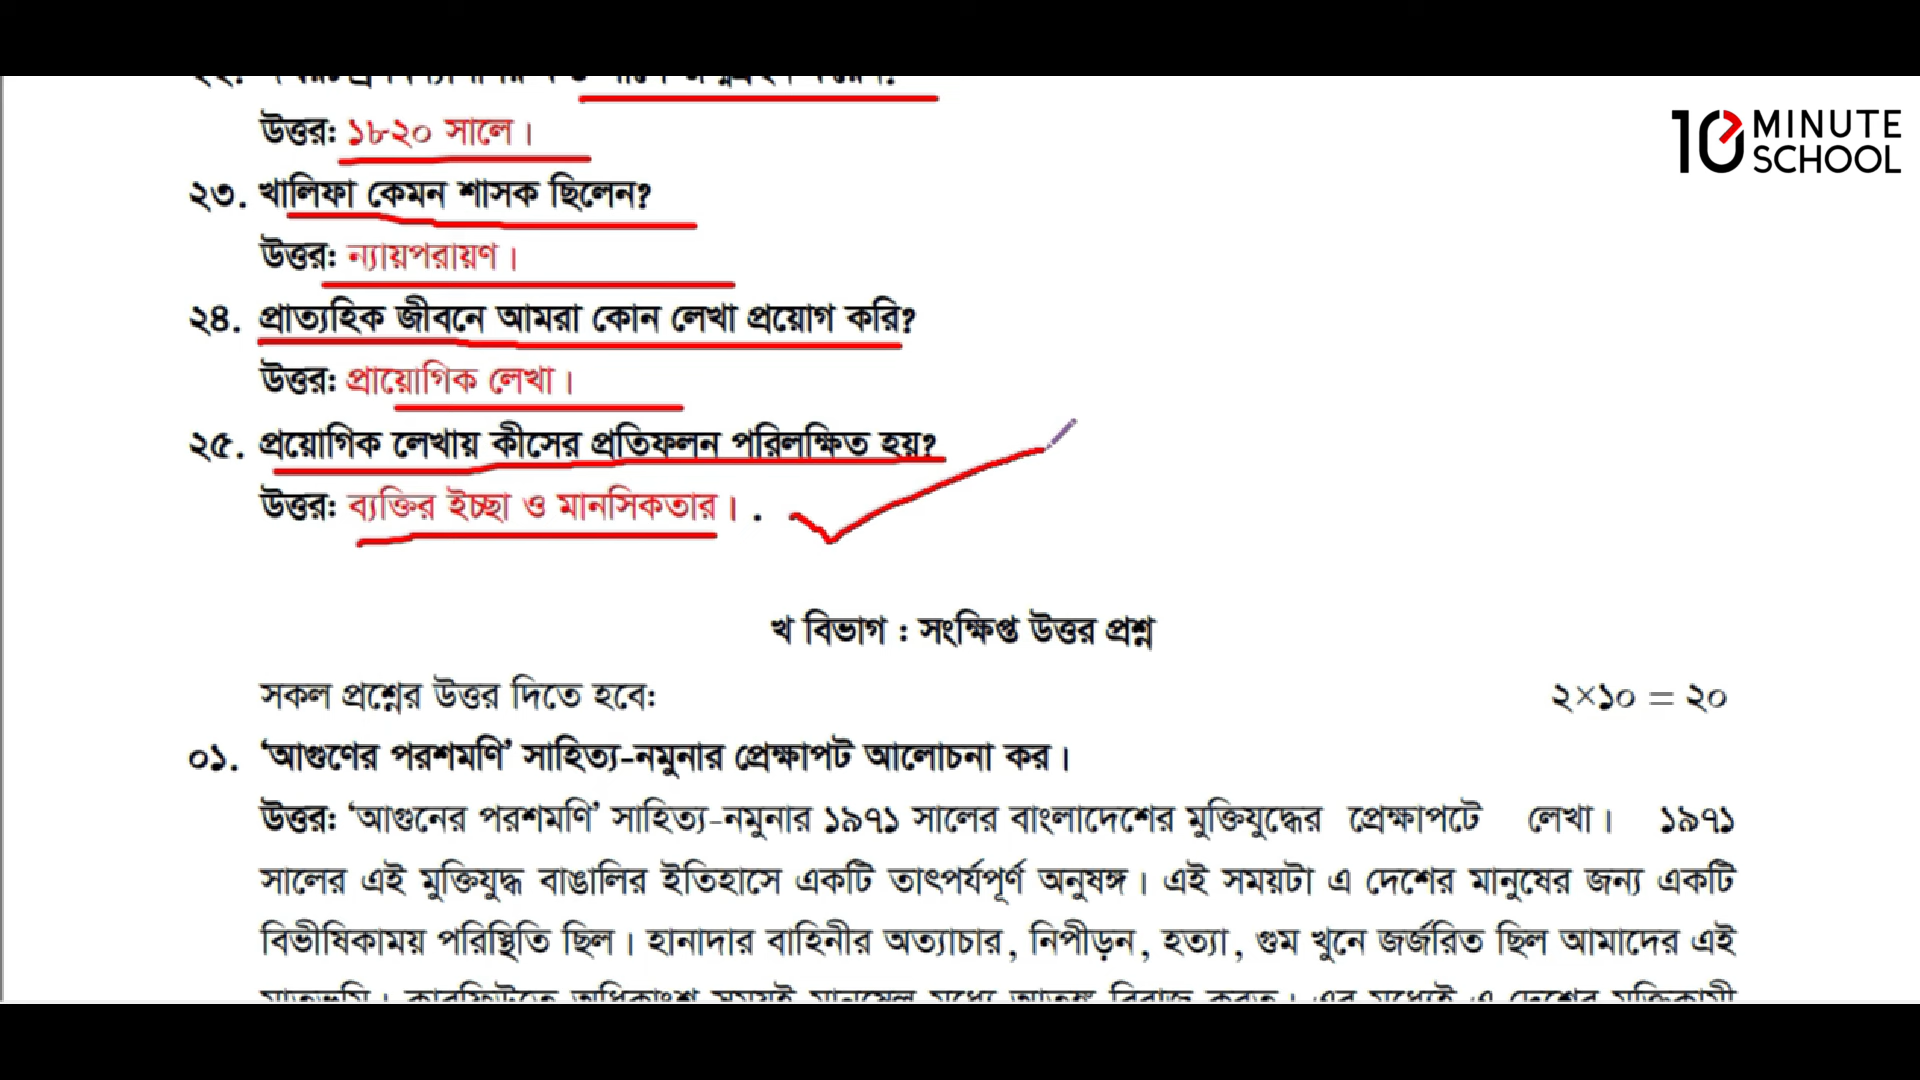 উত্তর: ১৮২০ সালে।
২৩. খালিফা কেমন শাসক ছিলেন?
উত্তর: ন্যায়পরায়ণ।
২৪. প্রাত্যহিক জীবনে আমরা কোন লেখা প্রয়োগ করি?
উত্তর: প্রায়োগিক লেখা।
২৫. প্রয়োগিক লেখায় কীসের প্রতিফলন পরিলক্ষিত হয়?
উত্তর: ব্যক্তির ইচ্ছা ও মানসিকতার। .
খ বিভাগ : সংক্ষিপ্ত উত্তর প্রশ্ন
সকল প্রশ্নের উত্তর দিতে হবে: ২×১০ = ২০
০১. ‘আগুণের পরশমণি’ সাহিত্য-নমুনার প্রেক্ষাপট আলোচনা কর।
উত্তর: ‘আগুনের পরশমণি’ সাহিত্য-নমুনার ১৯৭১ সালের বাংলাদেশের মুক্তিযুদ্ধের প্রেক্ষাপটে লেখা। ১৯৭১
সালের এই মুক্তিযুদ্ধ বাঙালির ইতিহাসে একটি তাৎপর্যপূর্ণ অনুষঙ্গ। এই সময়টা এ দেশের মানুষের জন্য একটি
বিভীষিকাময় পরিস্থিতি ছিল। হানাদার বাহিনীর অত্যাচার, নিপীড়ন, হত্যা, গুম খুনে জর্জরিত ছিল আমাদের এই
10 MINUTE SCHOOL